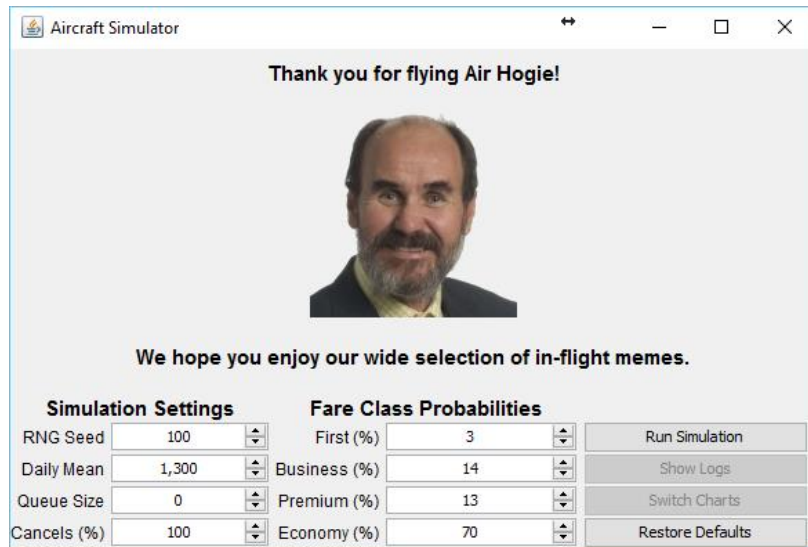 Aircraft Simulator
Thank you for flying Air Hogie!
We hope you enjoy our wide selection of in-flight memes.
Simulation Settings Fare Class Probabilities
RNG Seed 100 First (%) 3 Run Simulation
Daily Mean 1,300 Business (%) 14 Show Logs
Queue Size 0 Premium (%) 13 Switch Charts
Cancels (%) 100 Economy (%) 70 Restore Defaults